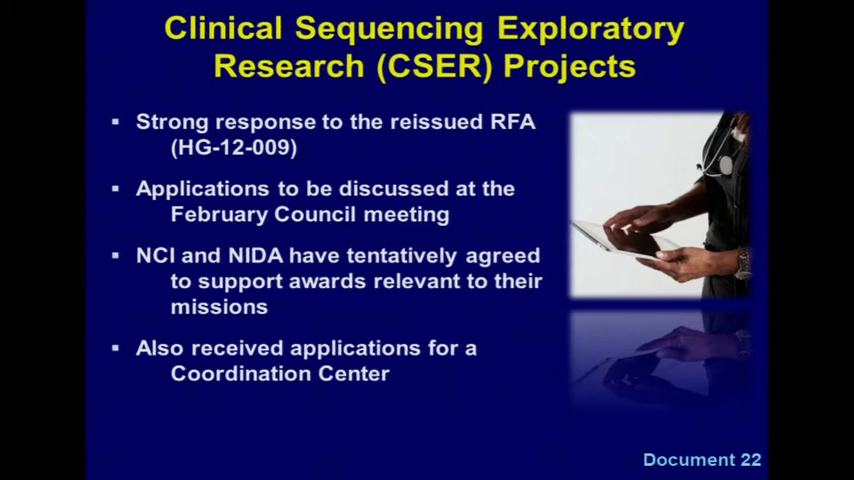 Clinical Sequencing Exploratory
Research (CSER) Projects
▪ Strong response to the reissued RFA
(HG-12-009)
▪ Applications to be discussed at the
February Council meeting
▪ NCI and NIDA have tentatively agreed
to support awards relevant to their
missions
▪ Also received applications for a
Coordination Center
Document 22